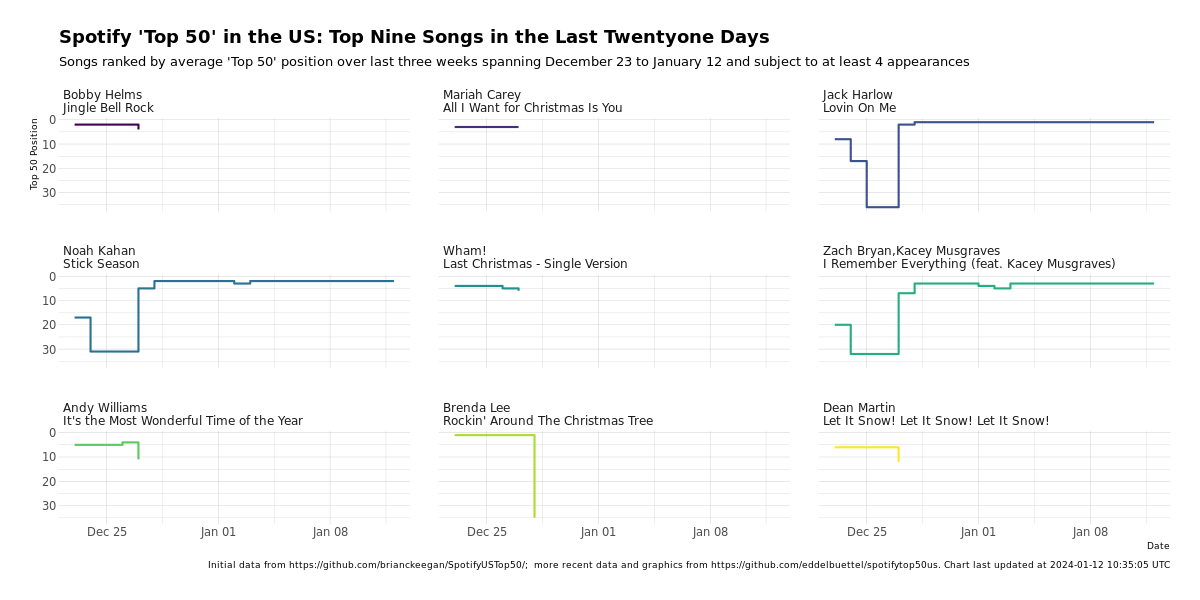 Spotify 'Top 50' in the US: Top Nine Songs in the Last Twentyone Days
Songs ranked by average 'Top 50' position over last three weeks spanning December 23 to January 12 and subject to at least 4 appearances
Bobby Helms
Jingle Bell Rock
Mariah Carey
All I Want for Christmas Is You
Jack Harlow
Lovin On Me
Top 50 Position
0
10
20
30
Noah Kahan
Stick Season
Wham!
Last Christmas - Single Version
Zach Bryan,Kacey Musgraves
I Remember Everything (feat. Kacey Musgraves)
0
10
20
30
Andy Williams
It's the Most Wonderful Time of the Year
Brenda Lee
Rockin' Around The Christmas Tree
Dean Martin
Let It Snow! Let It Snow! Let It Snow!
0
10
20
30
Dec 25 Jan 01 Jan 08 Dec 25 Jan 01 Jan 08 Dec 25 Jan 01 Jan 08
Date
Initial data from https://github.com/brianckeegan/SpotifyUSTop50/;  more recent data and graphics from https://github.com/eddelbuettel/spotifytop50us. Chart last updated at 2024-01-12 10:35:05 UTC